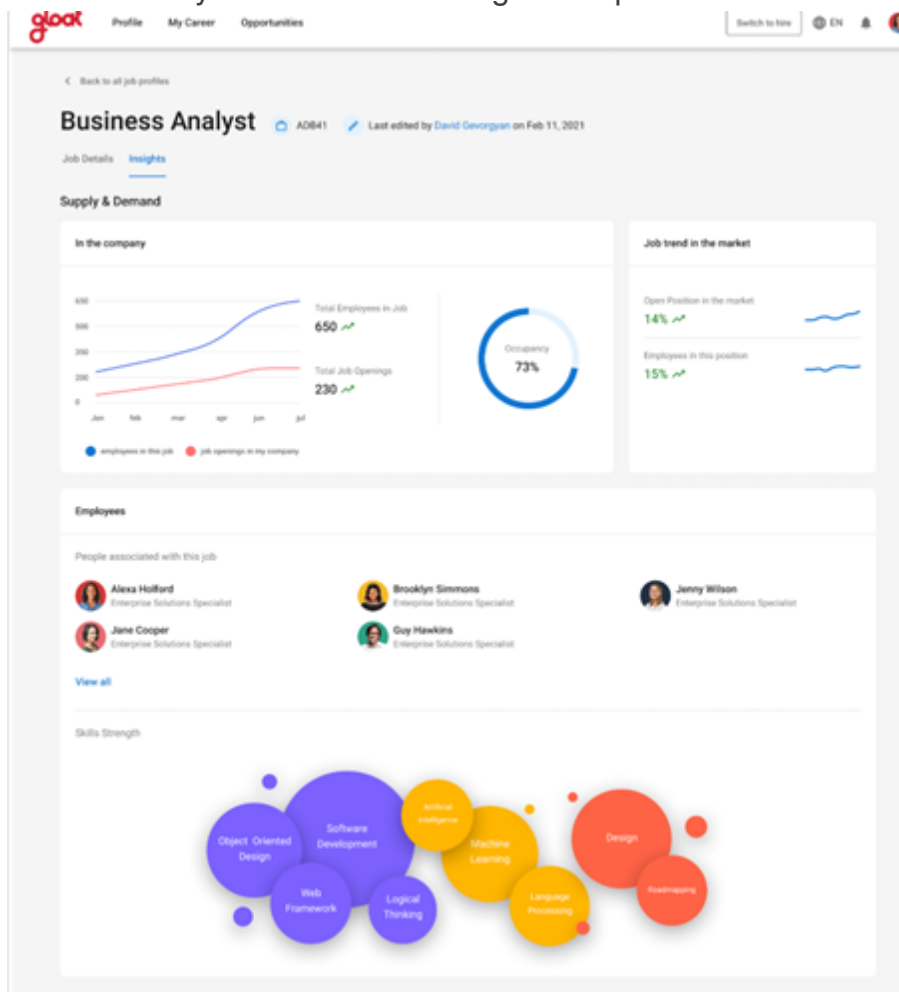 gloat
Profile My Career Opportunities Switch to hire EN
Back to all job profiles
Business Analyst ADB41 Last edited by David Gevorgyan on Feb 11, 2021
Job Details Insights
Supply & Demand
In the company
650
500
350
200
0
Jan feb mar apr jun jul
employees in this job job openings in my company
Total Employees in Job
650
Total Job Openings
230
Occupancy
73%
Job trend in the market
Open Position in the market
14%
Employees in this position
15%
Employees
People associated with this job
Alexa Holford
Enterprise Solutions Specialist
Brooklyn Simmons
Enterprise Solutions Specialist
Jenny Wilson
Enterprise Solutions Specialist
Jane Cooper
Enterprise Solutions Specialist
Guy Hawkins
Enterprise Solutions Specialist
View all
Skills Strength
Object Oriented
Design
Software
Development
Web
Framework
Logical
Thinking
Artificial
Intelligence
Machine
Learning
Language
Processing
Design
Roadmapping